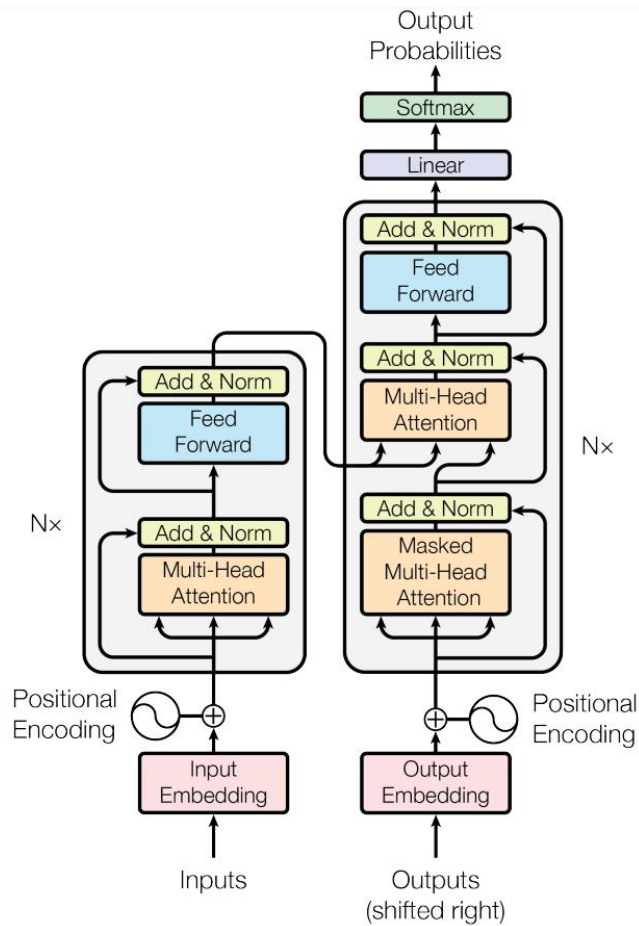 Output
Probabilities
Softmax
Linear
Add & Norm
Feed
Forward
Add & Norm
Multi-Head
Attention
Add & Norm
Masked
Multi-Head
Attention
N×
Add & Norm
Feed
Forward
Add & Norm
Multi-Head
Attention
N×
Positional
Encoding
Positional
Encoding
Input
Embedding
Output
Embedding
Inputs
Outputs
(shifted right)